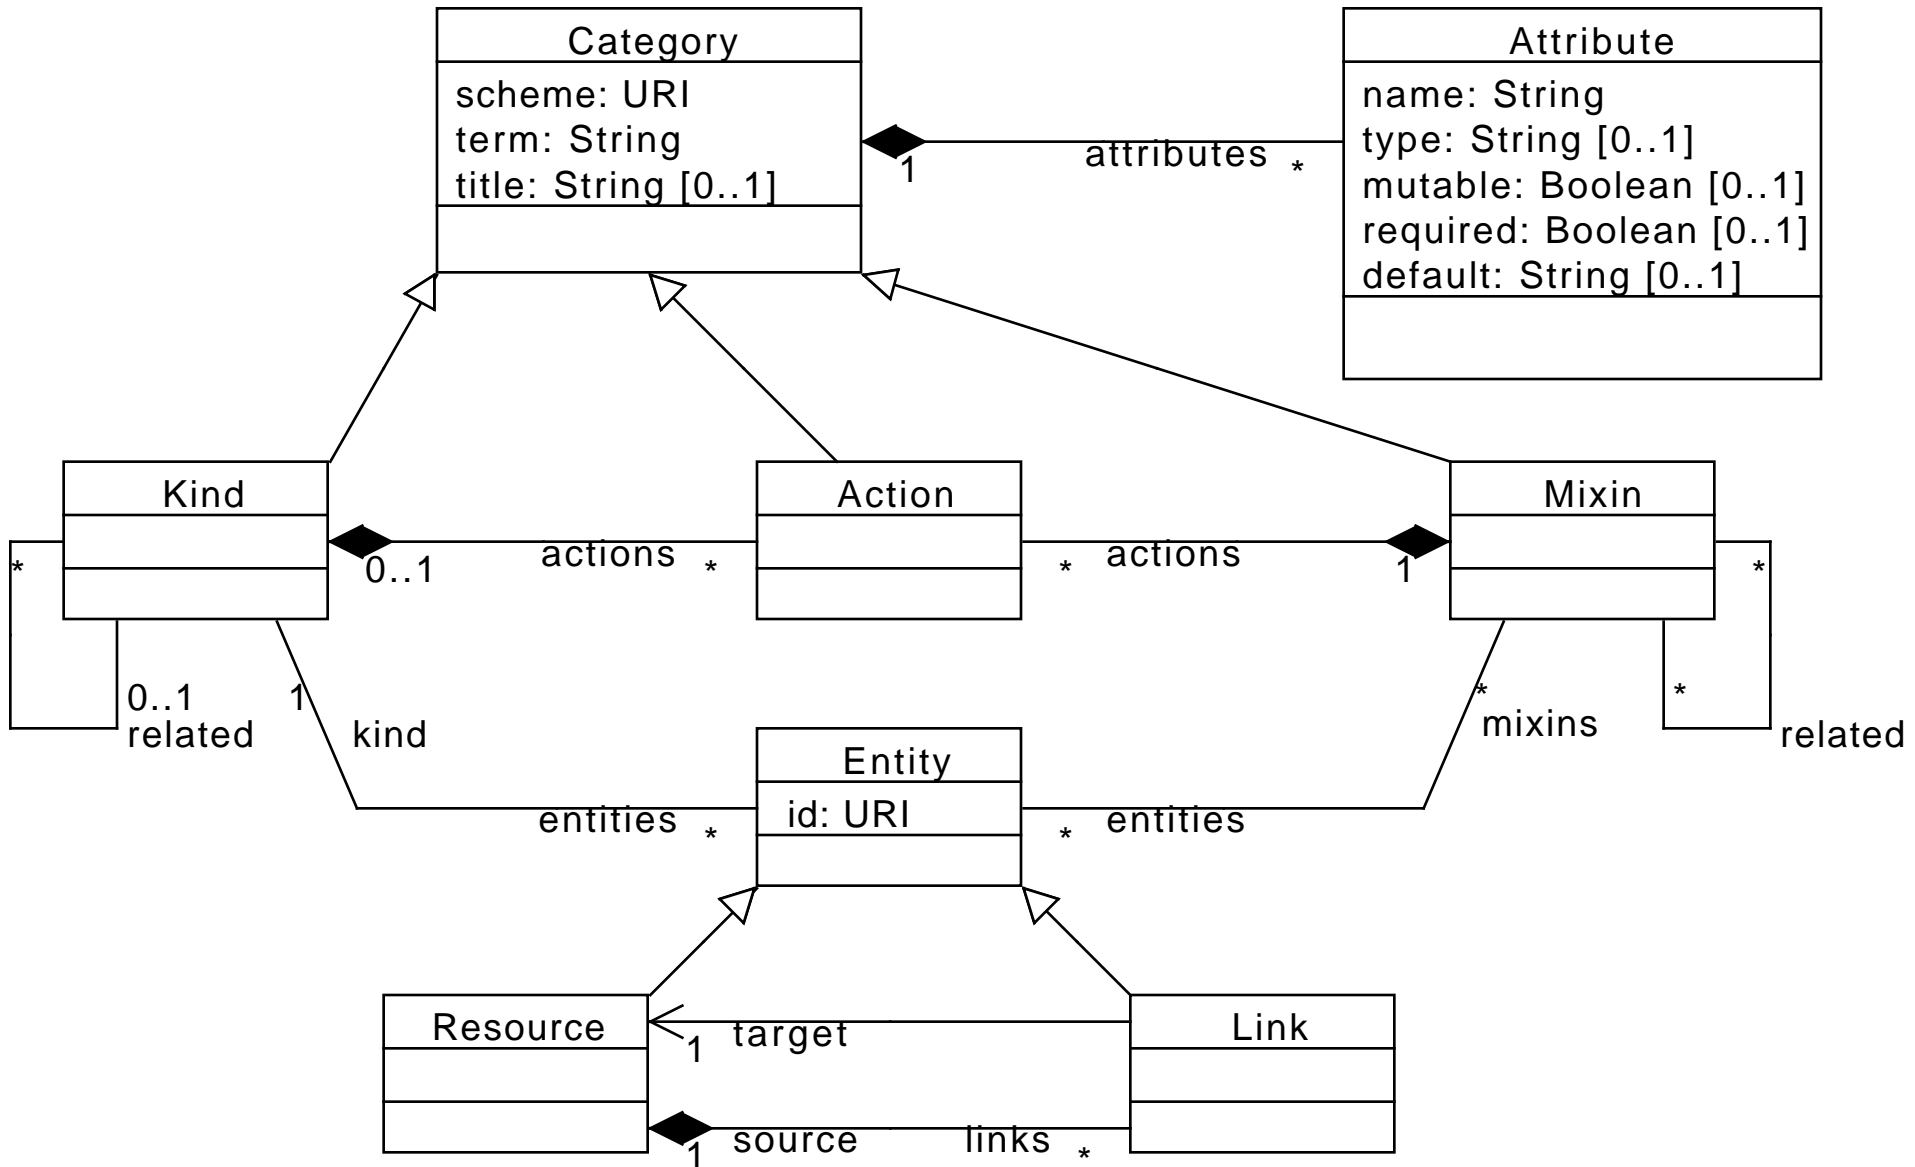 Category
scheme: URI
term: String
title: String [0..1]
Attribute
name: String
type: String [0..1]
mutable: Boolean [0..1]
required: Boolean [0..1]
default: String [0..1]
1
attributes
*
Kind
Action
Mixin
0..1
actions
*
*
actions
1
*
0..1
related
*
*
related
1
kind
entities
*
*
mixins
*
entities
Entity
id: URI
Resource
Link
1
target
1
source
links
*